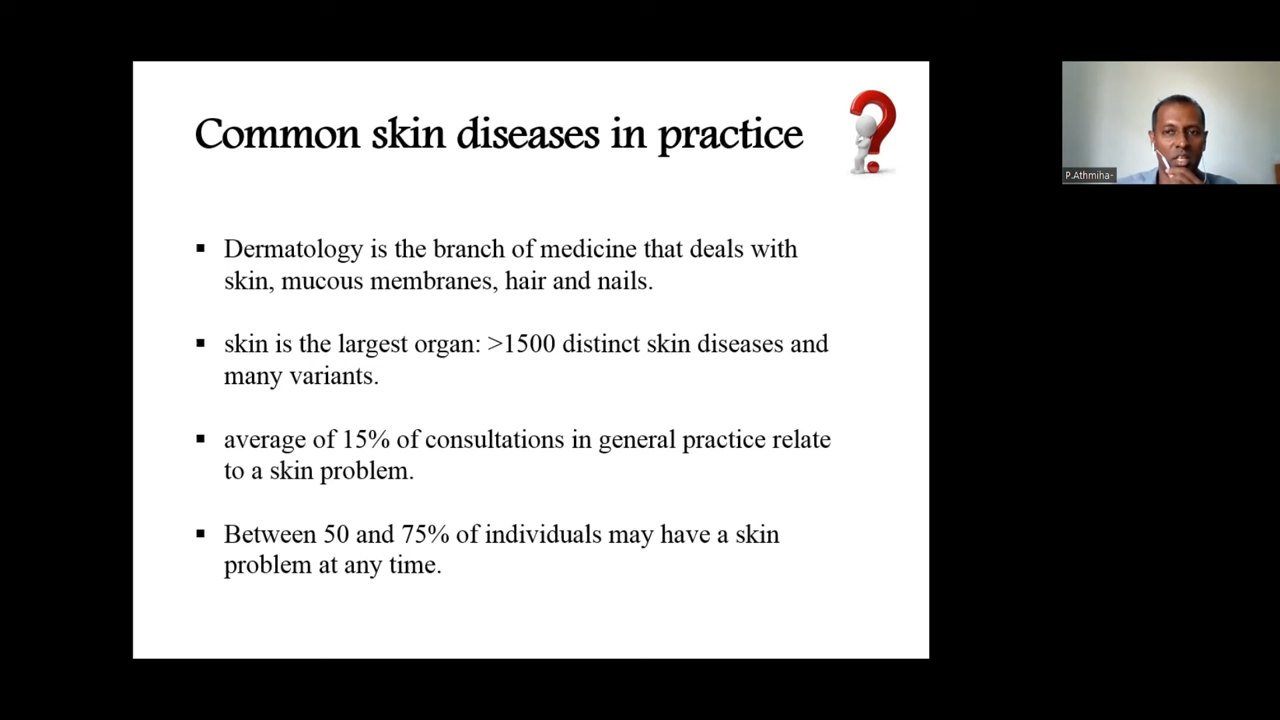 Common skin diseases in practice
▪ Dermatology is the branch of medicine that deals with
skin, mucous membranes, hair and nails.
▪ skin is the largest organ: >1500 distinct skin diseases and
many variants.
▪ average of 15% of consultations in general practice relate
to a skin problem.
▪ Between 50 and 75% of individuals may have a skin
problem at any time.
P.Athmiha-